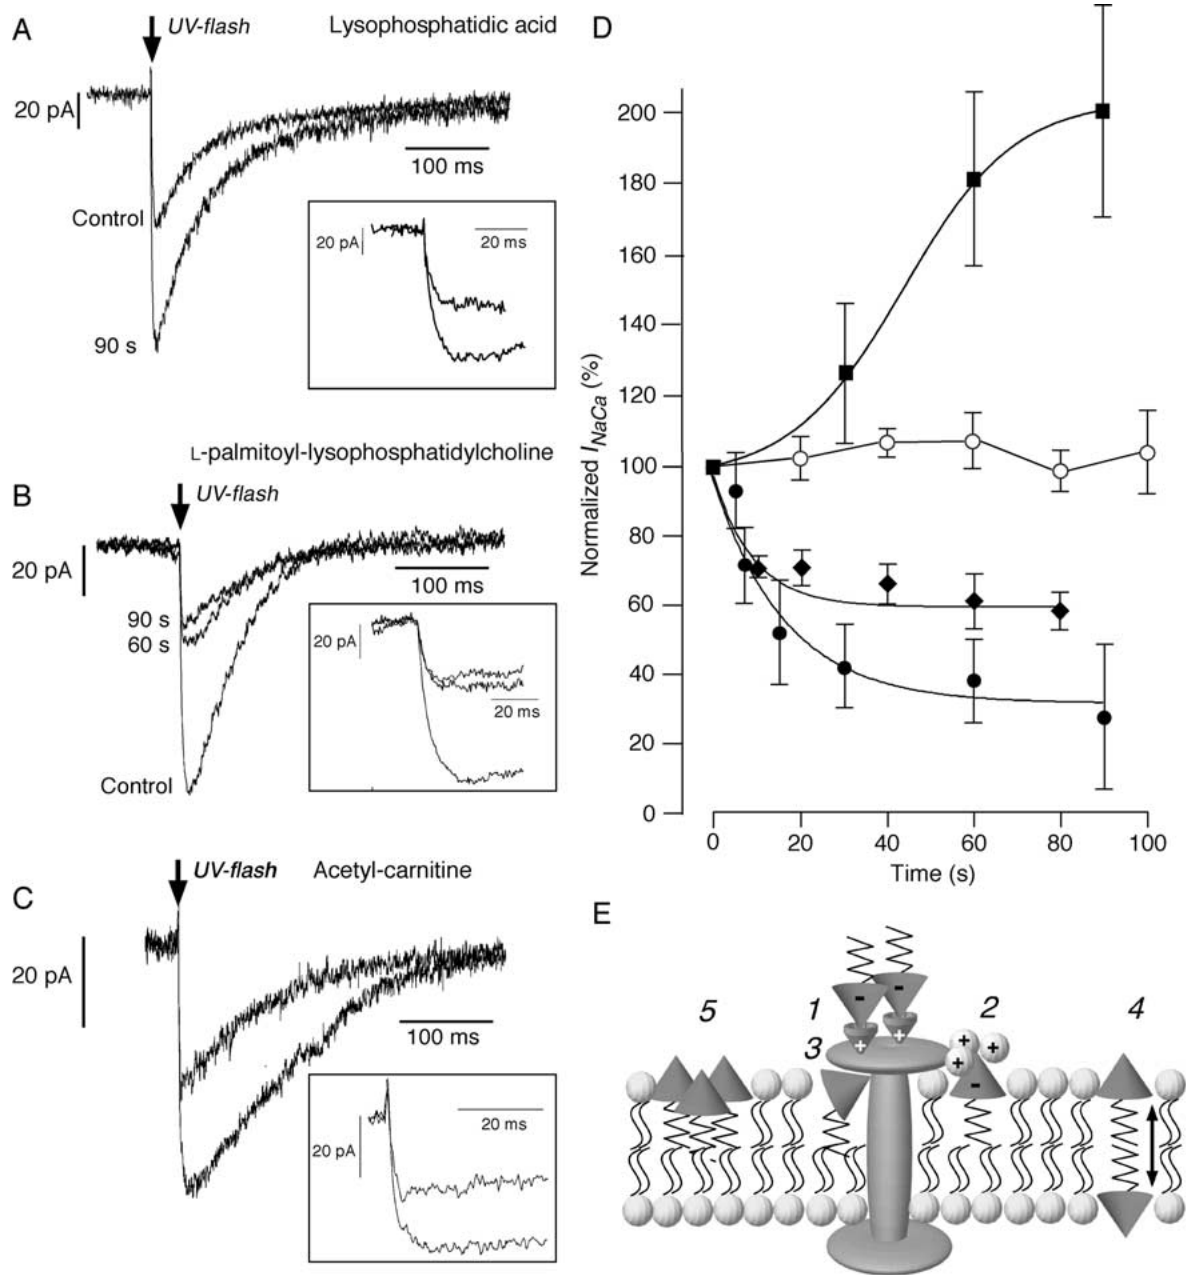 A
UV-flash
Lysophosphatidic acid
20 pA
100 ms
Control
20 pA
20 ms
90 s
L-palmitoyl-lysophosphatidylcholine
B
UV-flash
20 pA
100 ms
90 s
60 s
20 pA
20 ms
Control
UV-flash
Acetyl-carnitine
C
20 pA
100 ms
20 ms
20 pA
D
200
180
160
140
120
100
80
60
40
20
0
Normalized INaCa (%)
0 20 40 60 80 100
Time (s)
E
5 1 2 4
3
- -
+ +
+ + +
-